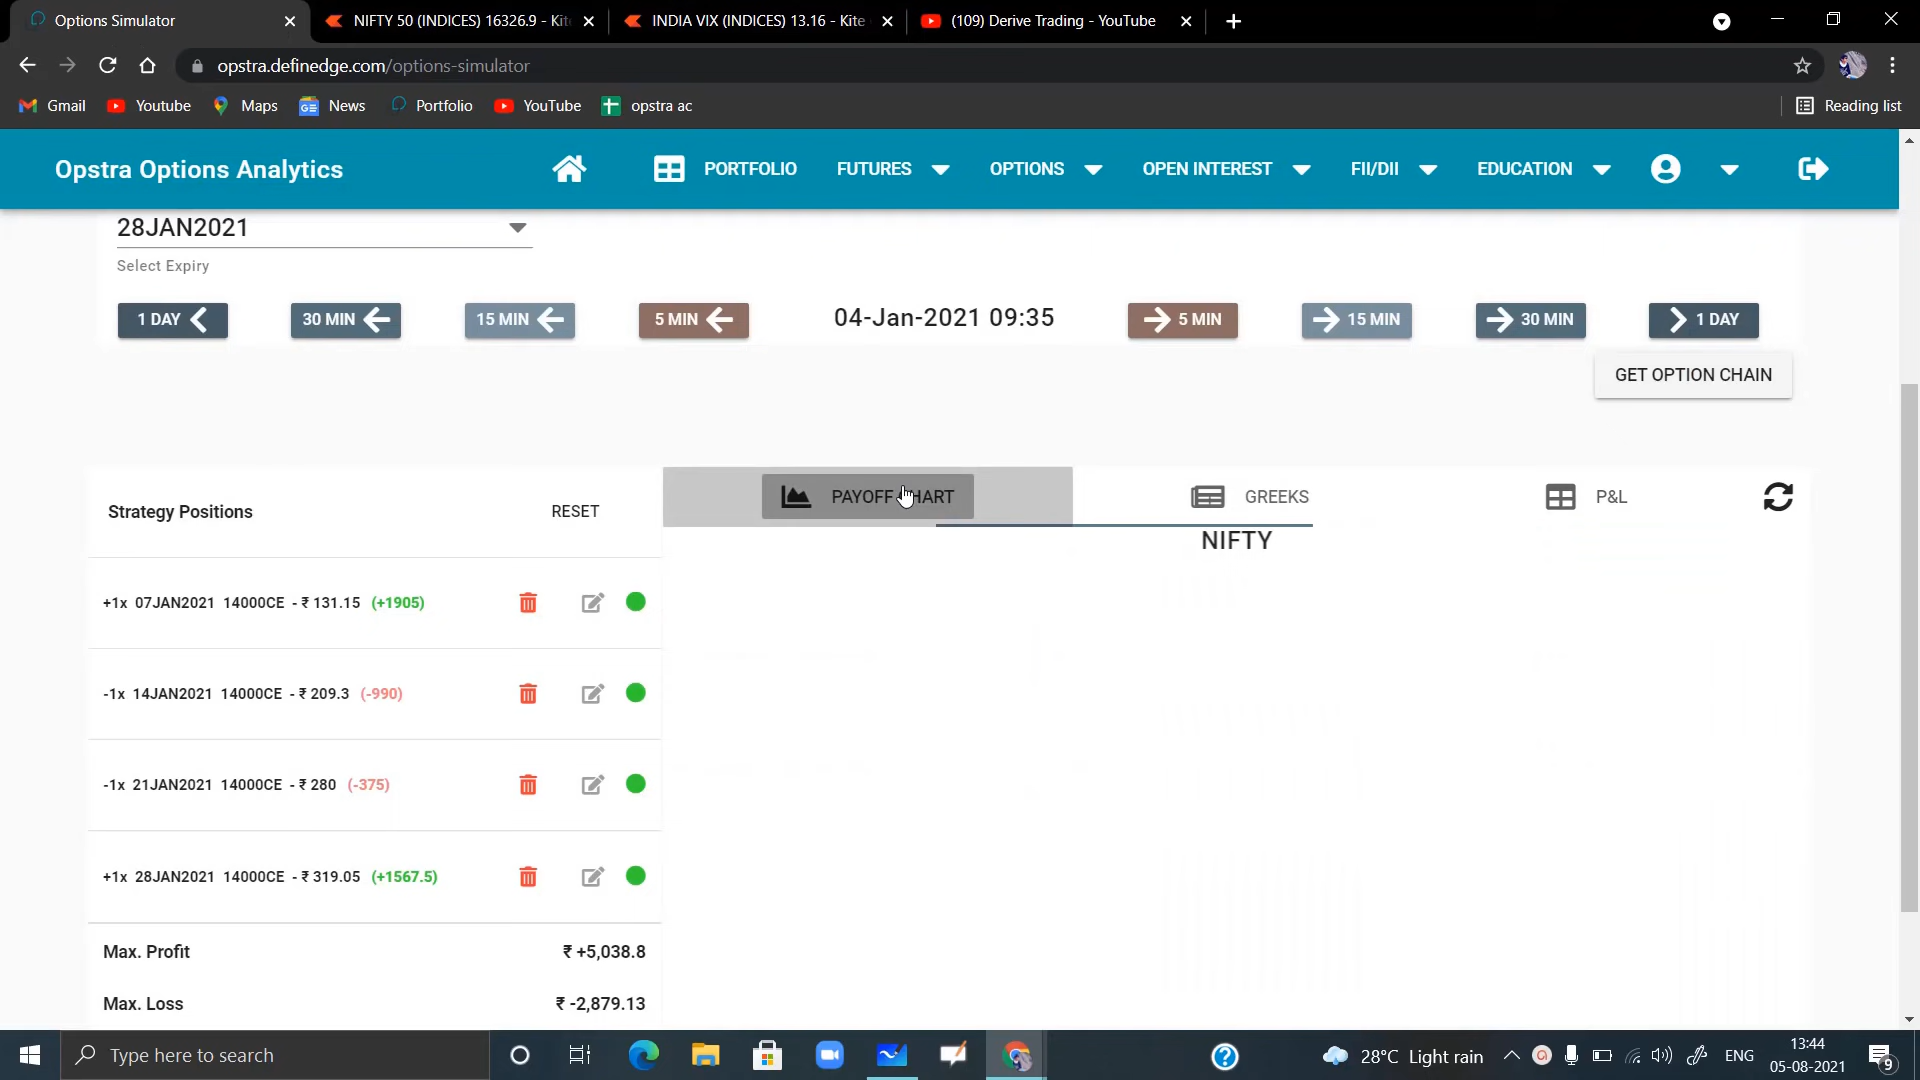 Options Simulator
NIFTY 50 (INDICES) 16326.9 - Kit
INDIA VIX (INDICES) 13.16 - Kite
(109) Derive Trading - YouTube
opstra.definedge.com/options-simulator
Gmail
Youtube
Maps
News
Portfolio
YouTube
opstra ac
Reading list
Opstra Options Analytics
PORTFOLIO
FUTURES
OPTIONS
OPEN INTEREST
FII/DII
EDUCATION
28JAN2021
Select Expiry
1 DAY
30 MIN
15 MIN
5 MIN
04-Jan-2021 09:35
5 MIN
15 MIN
30 MIN
1 DAY
GET OPTION CHAIN
Strategy Positions
RESET
PAYOFF CHART
GREEKS
P&L
NIFTY
+1x 07JAN2021 14000CE - ₹ 131.15 (+1905)
-1x 14JAN2021 14000CE - ₹ 209.3 (-990)
-1x 21JAN2021 14000CE - ₹ 280 (-375)
+1x 28JAN2021 14000CE - ₹ 319.05 (+1567.5)
Max. Profit ₹ +5,038.8
Max. Loss ₹ -2,879.13
Type here to search
28°C Light rain
ENG
13:44
05-08-2021
9